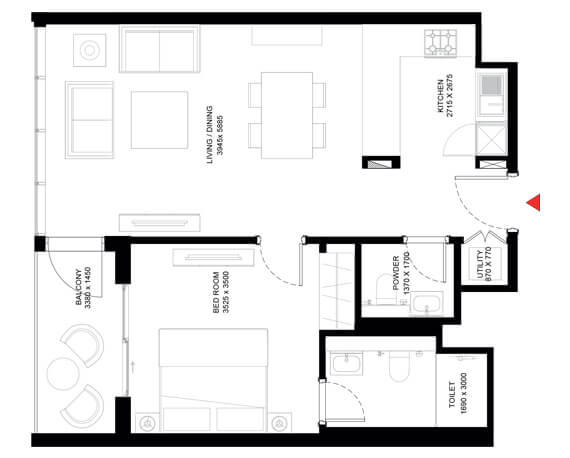 LIVING / DINING
3945x 5885
KITCHEN
2715 X 2675
BALCONY
3380 x 1450
BED ROOM
3525 x 3500
POWDER
1370 X 1700
UTILITY
870 X 770
TOILET
1690 x 3000